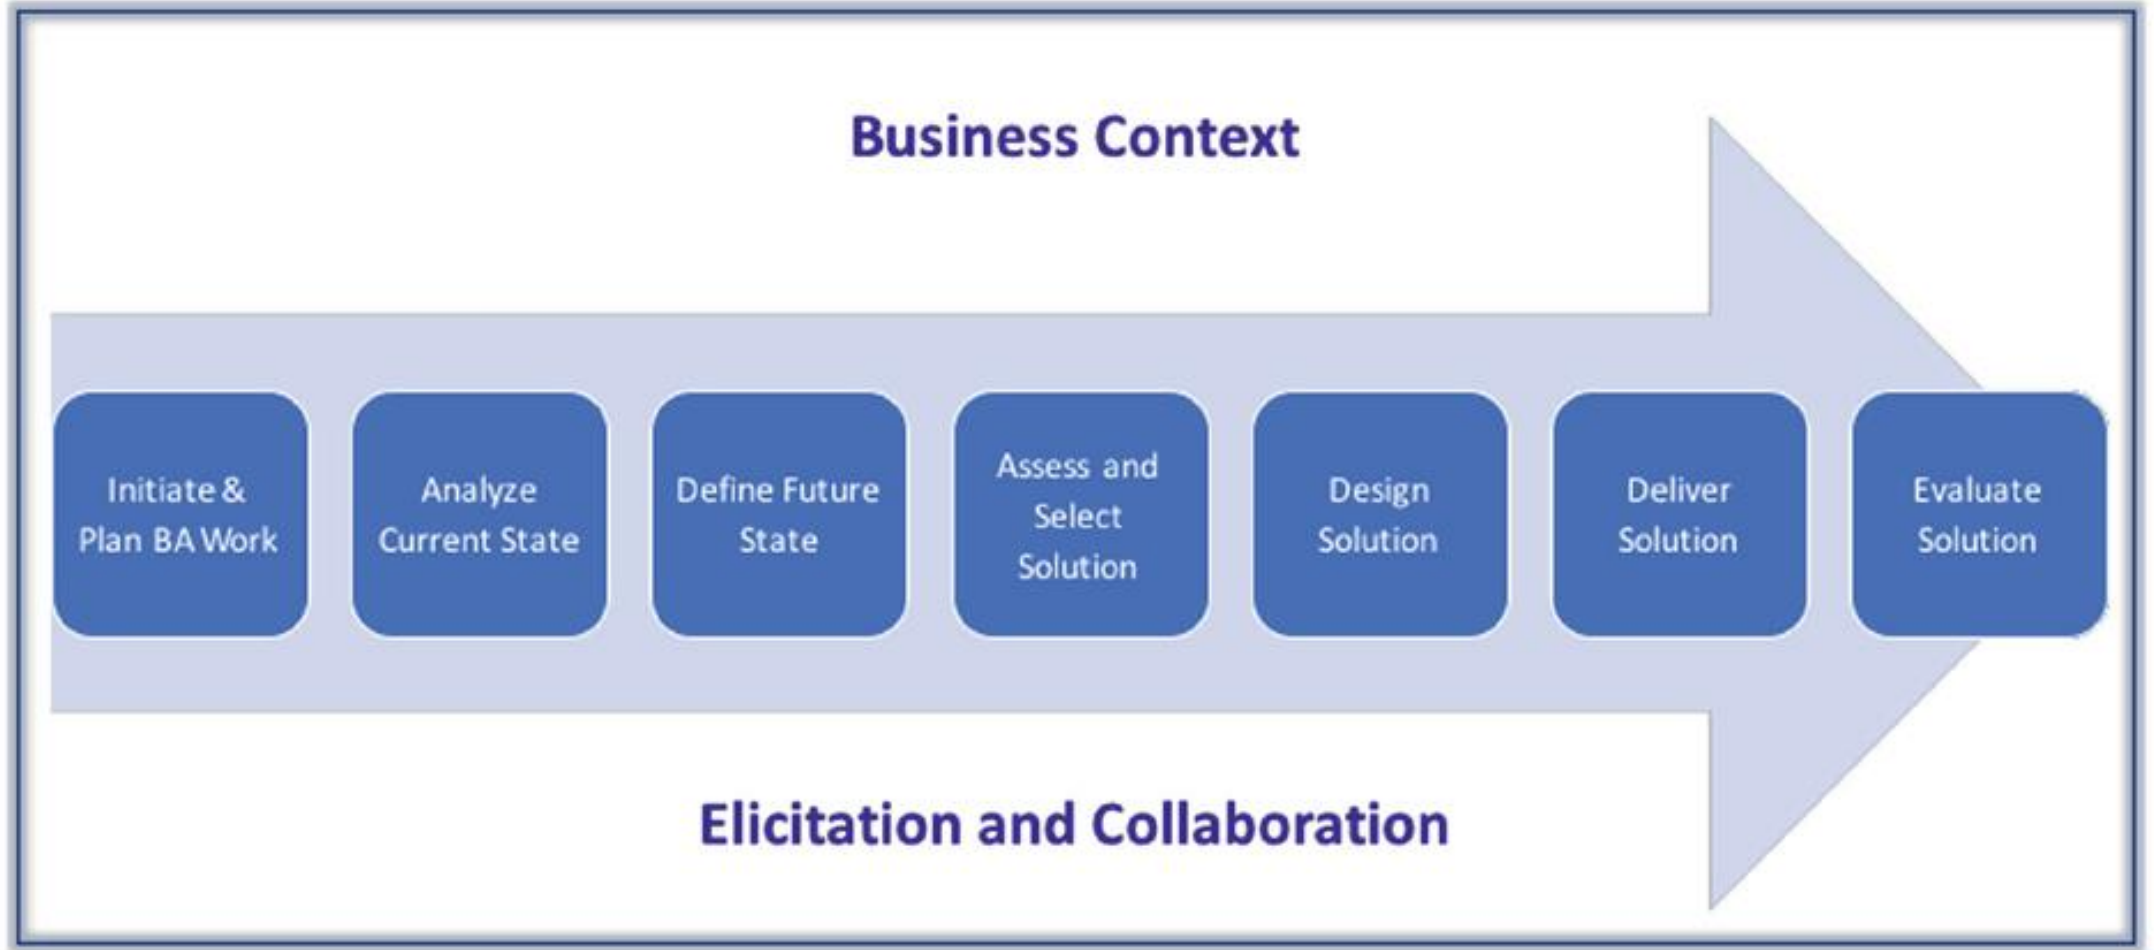 Business Context
Initiate &
Plan BA Work
Analyze
Current State
Define Future
State
Assess and
Select
Solution
Design
Solution
Deliver
Solution
Evaluate
Solution
Elicitation and Collaboration